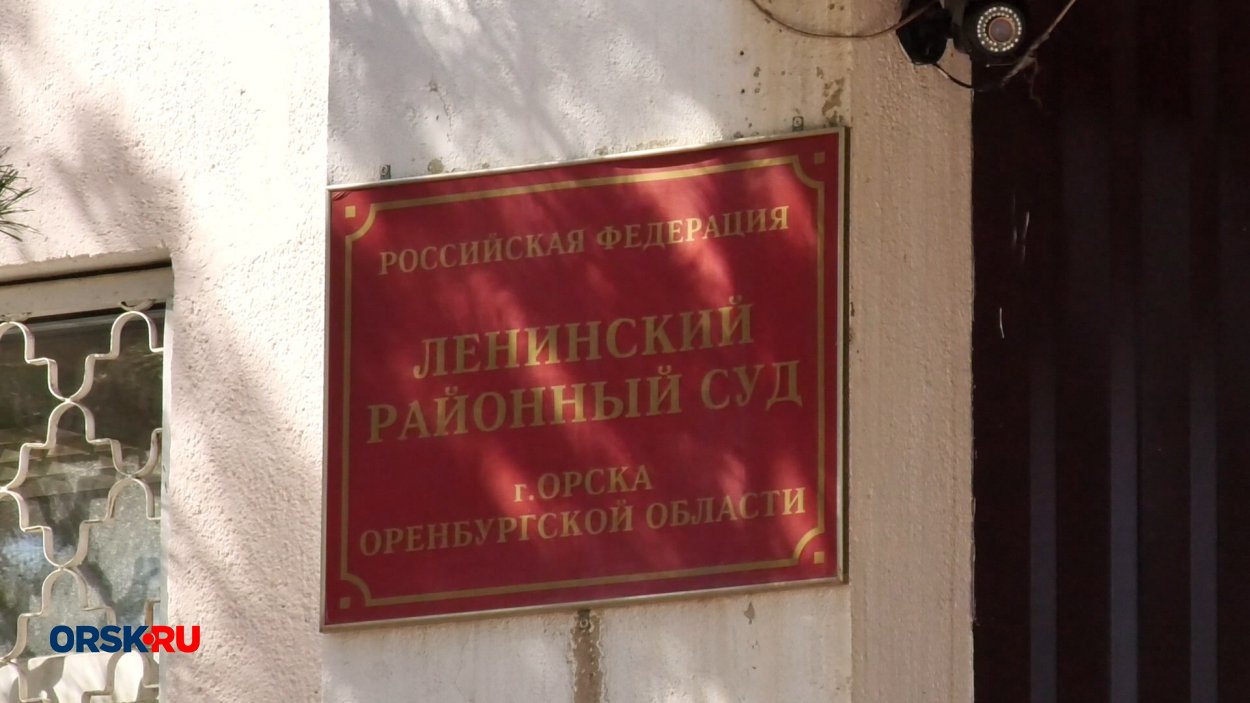 РОССИЙСКАЯ ФЕДЕРАЦИЯ
ЛЕНИНСКИЙ
РАЙОННЫЙ СУД
г.ОРСКА
ОРЕНБУРГСКОЙ ОБЛАСТИ
ORSK.RU